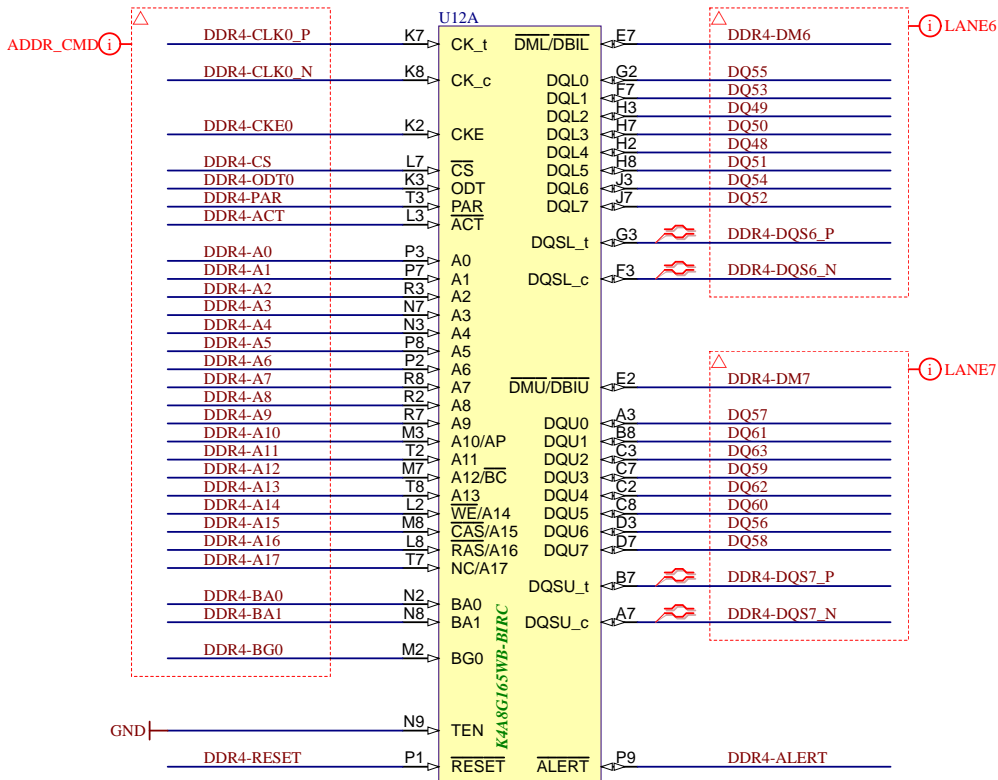 U12A
ADDR_CMD i
i LANE6
DDR4-CLK0_P K7 CK_t DML/DBIL E7 DDR4-DM6
DDR4-CLK0_N K8 CK_c DQL0 G2 DQ55
DQL1 F7 DQ53
DQL2 H3 DQ49
DDR4-CKE0 K2 CKE DQL3 H7 DQ50
DQL4 H2 DQ48
DDR4-CS L7 CS DQL5 H8 DQ51
DDR4-ODT0 K3 ODT DQL6 J3 DQ54
DDR4-PAR T3 PAR DQL7 J7 DQ52
DDR4-ACT L3 ACT
DQSL_t G3 DDR4-DQS6_P
DDR4-A0 P3 A0
DDR4-A1 P7 A1 DQSL_c F3 DDR4-DQS6_N
DDR4-A2 R3 A2
DDR4-A3 N7 A3
DDR4-A4 N3 A4
DDR4-A5 P8 A5
DDR4-A6 P2 A6
i LANE7
DDR4-A7 R8 A7 DMU/DBIU E2 DDR4-DM7
DDR4-A8 R2 A8
DDR4-A9 R7 A9 DQU0 A3 DQ57
DDR4-A10 M3 A10/AP DQU1 B8 DQ61
DDR4-A11 T2 A11 DQU2 C3 DQ63
DDR4-A12 M7 A12/BC DQU3 C7 DQ59
DDR4-A13 T8 A13 DQU4 C2 DQ62
DDR4-A14 L2 WE/A14 DQU5 C8 DQ60
DDR4-A15 M8 CAS/A15 DQU6 D3 DQ56
DDR4-A16 L8 RAS/A16 DQU7 D7 DQ58
DDR4-A17 T7 NC/A17
DQSU_t B7 DDR4-DQS7_P
DDR4-BA0 N2 BA0
DDR4-BA1 N8 BA1 DQSU_c A7 DDR4-DQS7_N
DDR4-BG0 M2 BG0
K4A8G165WB-BIRC
GND N9 TEN
DDR4-RESET P1 RESET ALERT P9 DDR4-ALERT